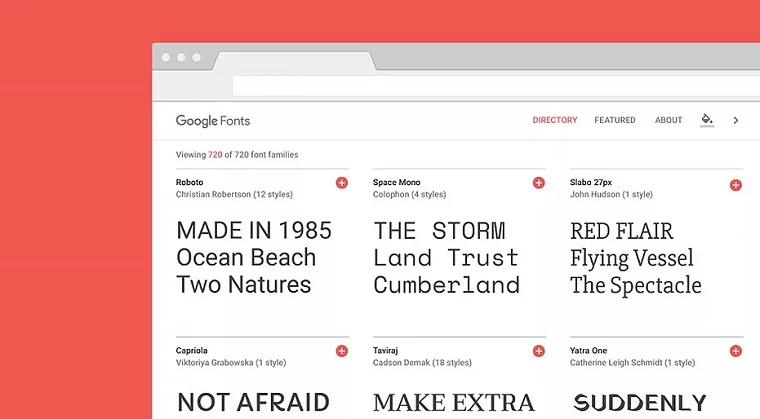 Google Fonts
DIRECTORY FEATURED ABOUT
Viewing 720 of 720 font families
Roboto
Christian Robertson (12 styles)
MADE IN 1985
Ocean Beach
Two Natures
Space Mono
Colophon (4 styles)
THE STORM
Land Trust
Cumberland
Slabo 27px
John Hudson (1 style)
RED FLAIR
Flying Vessel
The Spectacle
Capriola
Viktoriya Grabowska (1 style)
NOT AFRAID
Taviraj
Cadson Demak (18 styles)
MAKE EXTRA
Yatra One
Catherine Leigh Schmidt (1 style)
SUDDENLY